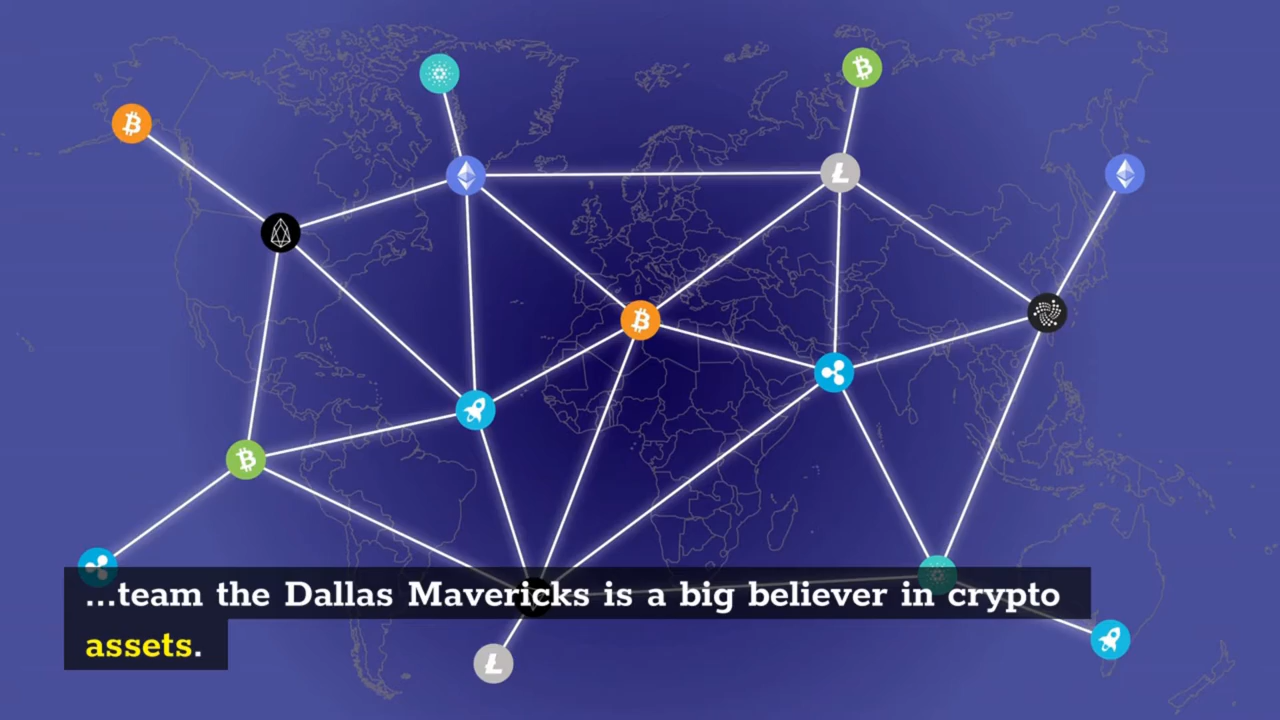 ...team the Dallas Mavericks is a big believer in crypto
assets.